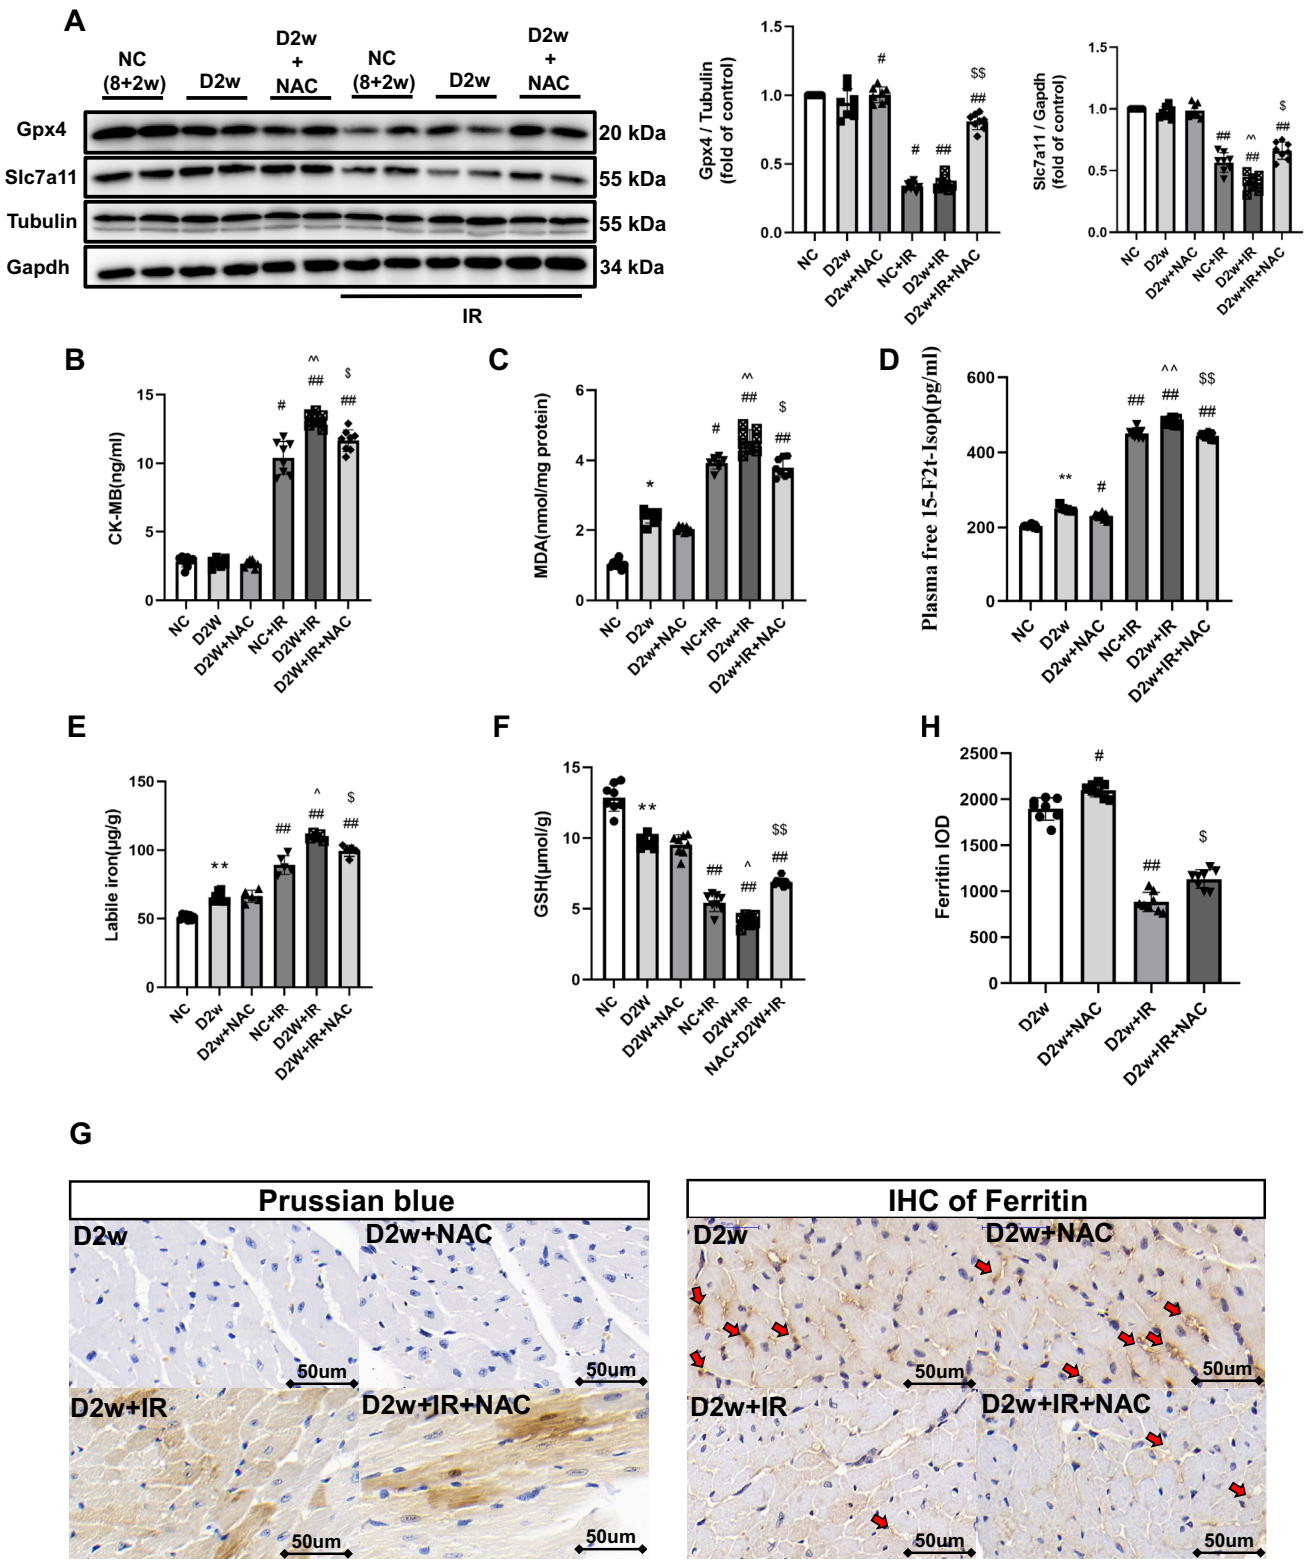 A
NC
(8+2w)
D2w
D2w
+
NAC
NC
(8+2w)
D2w
D2w
+
NAC
Gpx4
20 kDa
Slc7a11
55 kDa
Tubulin
55 kDa
Gapdh
34 kDa
IR
Gpx4 / Tubulin
(fold of control)
1.5
1.0
0.5
0.0
#
#
##
$$
##
NC
D2w
D2w+NAC
NC+IR
D2w+IR
D2w+IR+NAC
Slc7a11 / Gapdh
(fold of control)
1.5
1.0
0.5
0.0
##
^^
##
$
##
NC
D2w
D2w+NAC
NC+IR
D2w+IR
D2w+IR+NAC
B
CK-MB(ng/ml)
15
10
5
0
#
^^
##
$
##
NC
D2W
D2W+NAC
NC+IR
D2W+IR
D2W+IR+NAC
C
MDA(nmol/mg protein)
6
4
2
0
*
#
^^
##
$
##
NC
D2w
D2w+NAC
NC+IR
D2w+IR
D2w+IR+NAC
D
Plasma free 15-F2t-Isop(pg/ml)
600
400
200
0
**
#
##
^^
##
$$
##
NC
D2w
D2w+NAC
NC+IR
D2w+IR
D2w+IR+NAC
E
Labile iron(μg/g)
150
100
50
0
**
##
^
##
$
##
NC
D2w
D2w+NAC
NC+IR
D2W+IR
D2W+IR+NAC
F
GSH(μmol/g)
15
10
5
0
**
##
^
##
$$
##
NC
D2W
D2W+NAC
NC+IR
D2W+IR
NAC+D2W+IR
H
Ferritin IOD
2500
2000
1500
1000
500
0
#
##
$
D2w
D2w+NAC
D2w+IR
D2w+IR+NAC
G
Prussian blue
D2w
50um
D2w+NAC
50um
D2w+IR
50um
D2w+IR+NAC
50um
IHC of Ferritin
D2w
50um
D2w+NAC
50um
D2w+IR
50um
D2w+IR+NAC
50um